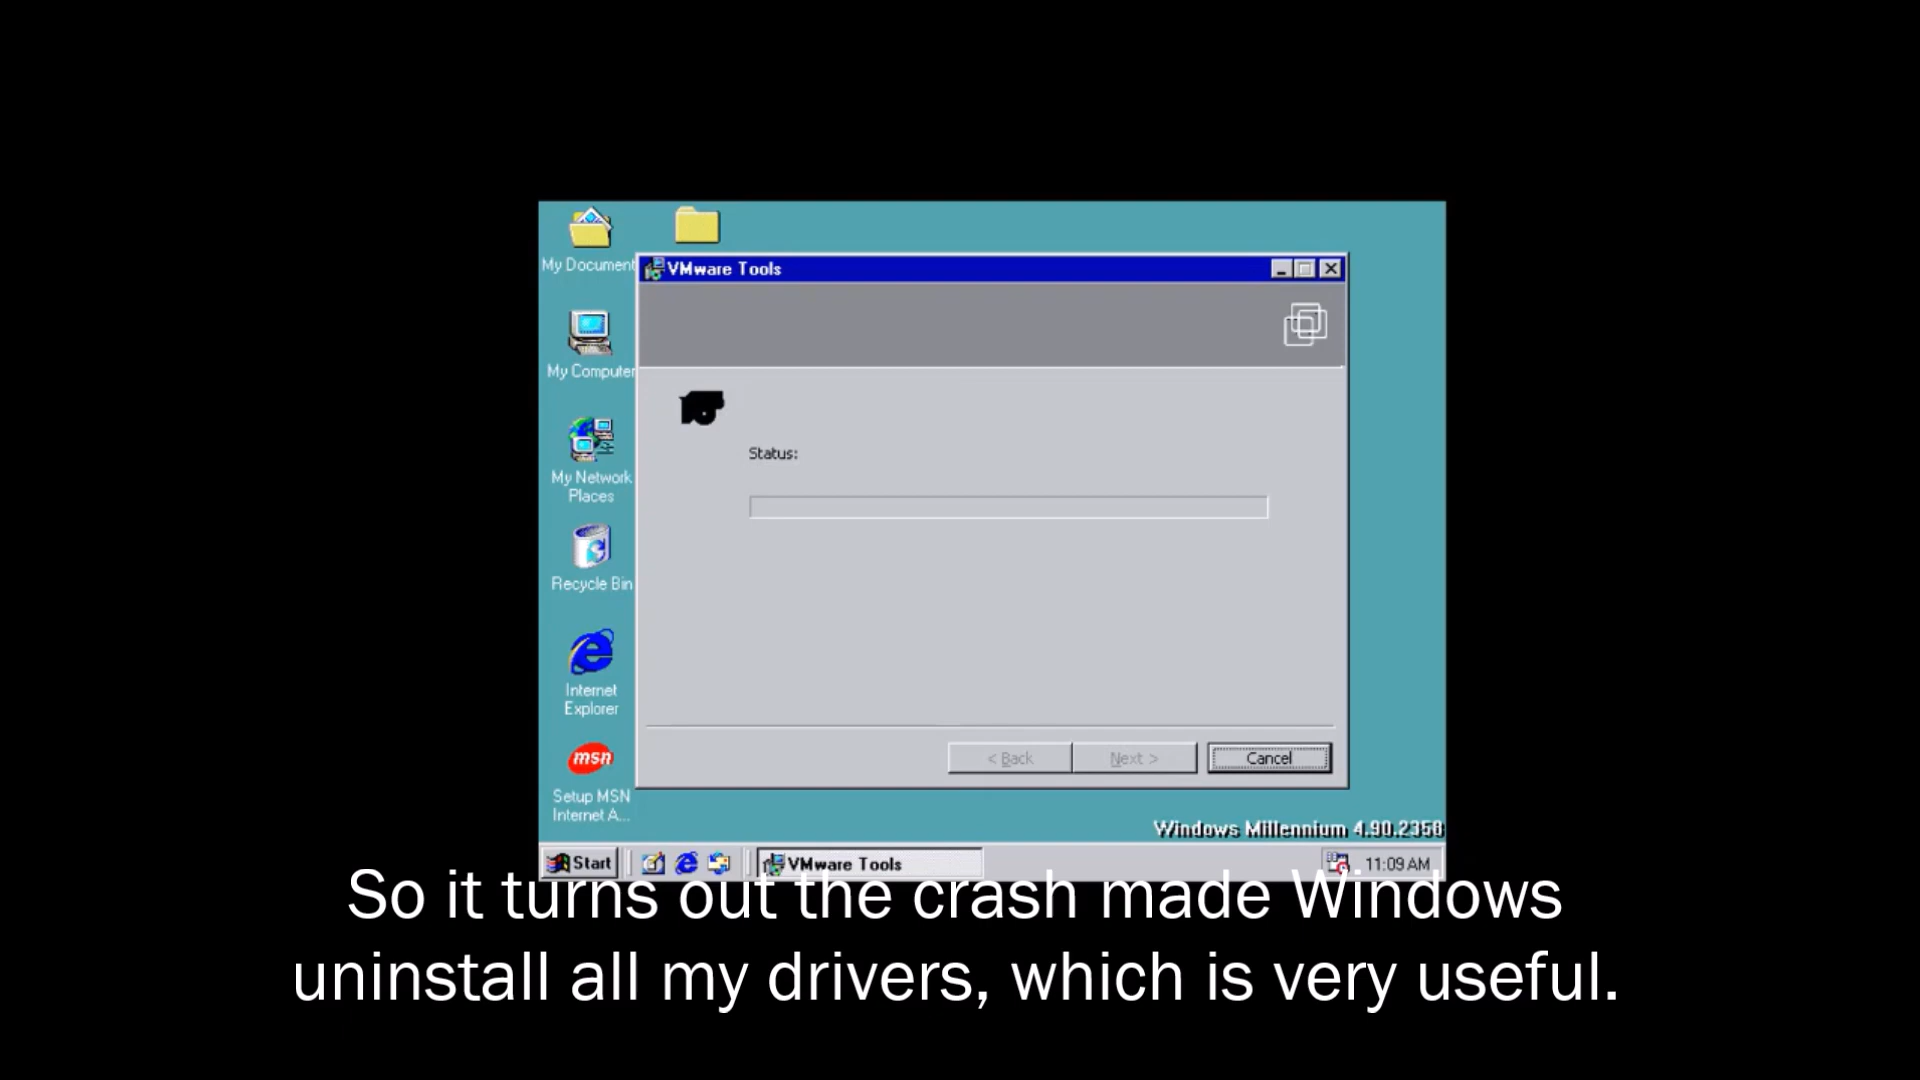 My Document
VMware Tools
My Computer
Status:
My Network
Places
Recycle Bin
Internet
Explorer
msn
Setup MSN
Internet A...
< Back
Next >
Cancel
Windows Millennium 4.90.2358
Start
VMware Tools
11:09 AM
So it turns out the crash made Windows
uninstall all my drivers, which is very useful.